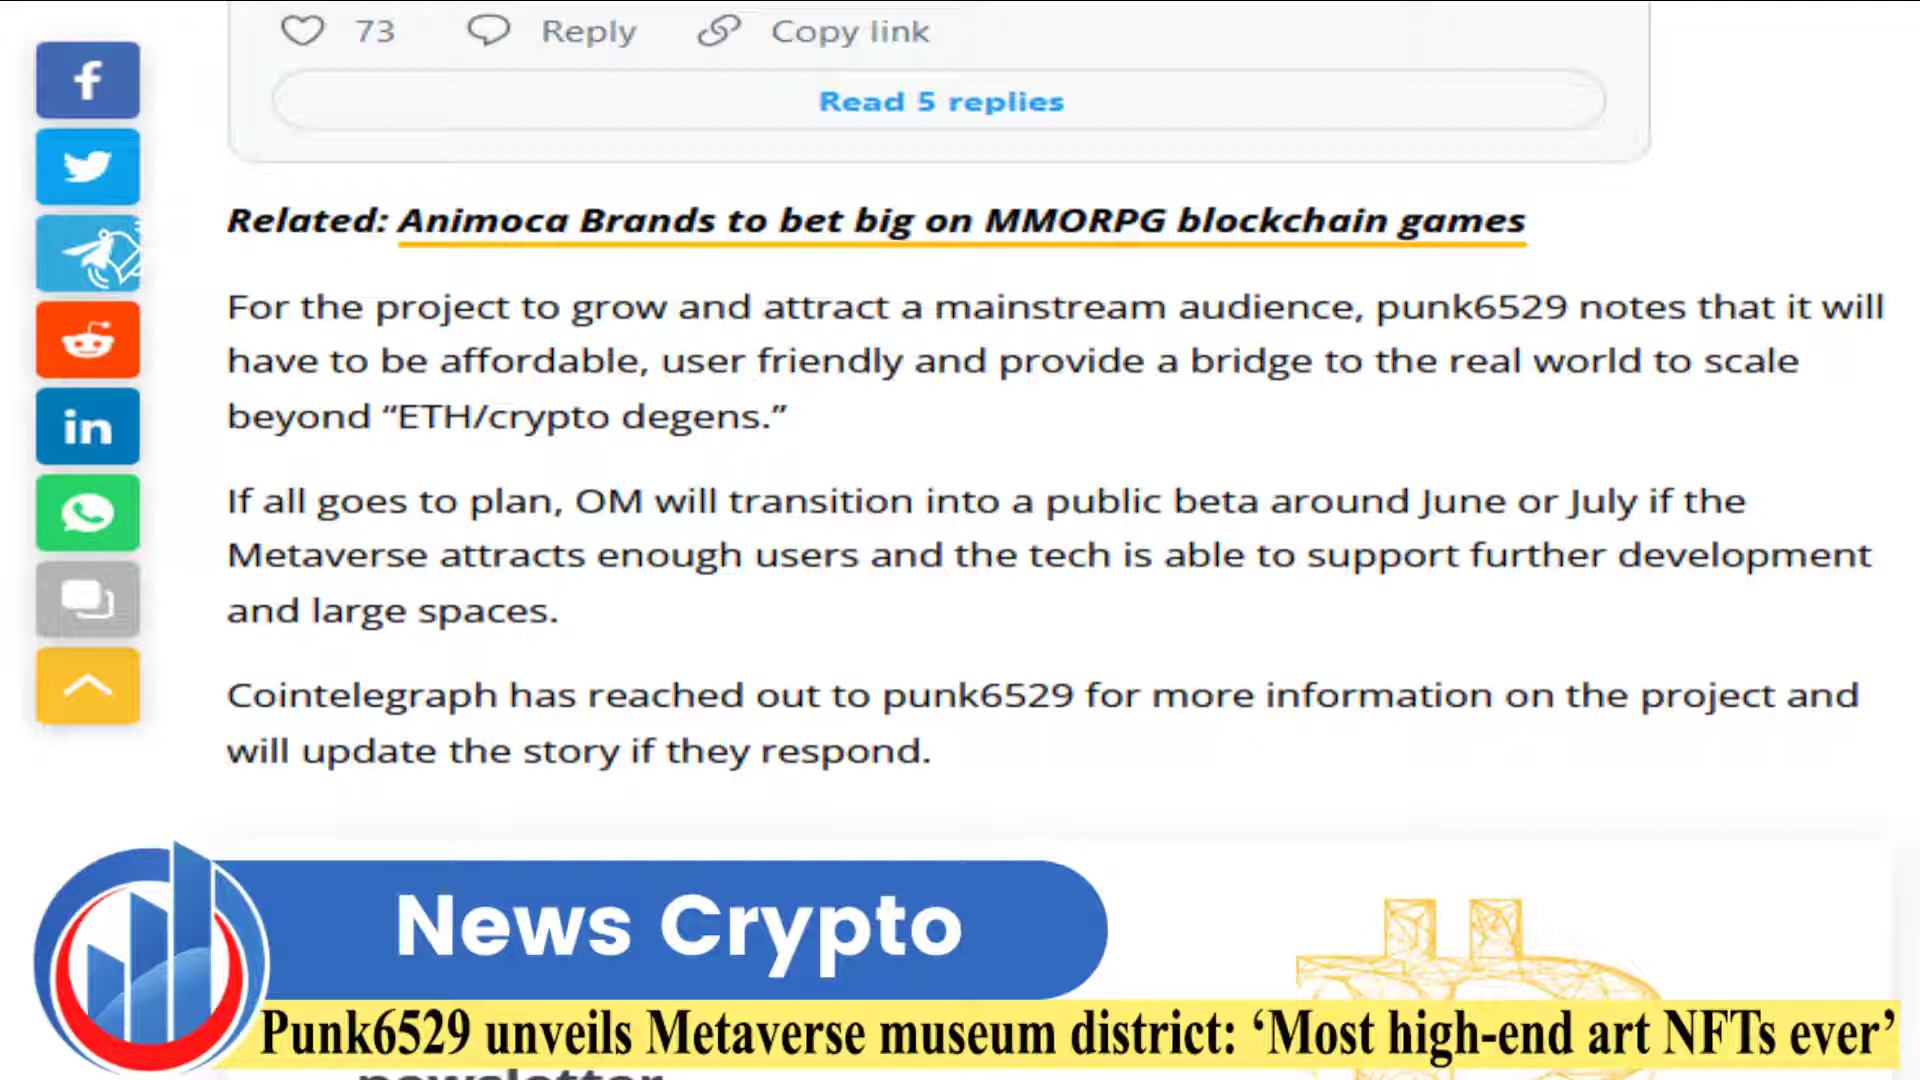 73 Reply Copy link
Read 5 replies
Related: Animoca Brands to bet big on MMORPG blockchain games
For the project to grow and attract a mainstream audience, punk6529 notes that it will
have to be affordable, user friendly and provide a bridge to the real world to scale
beyond “ETH/crypto degens.”
If all goes to plan, OM will transition into a public beta around June or July if the
Metaverse attracts enough users and the tech is able to support further development
and large spaces.
Cointelegraph has reached out to punk6529 for more information on the project and
will update the story if they respond.
News Crypto
Punk6529 unveils Metaverse museum district: ‘Most high-end art NFTs ever’
newsletter